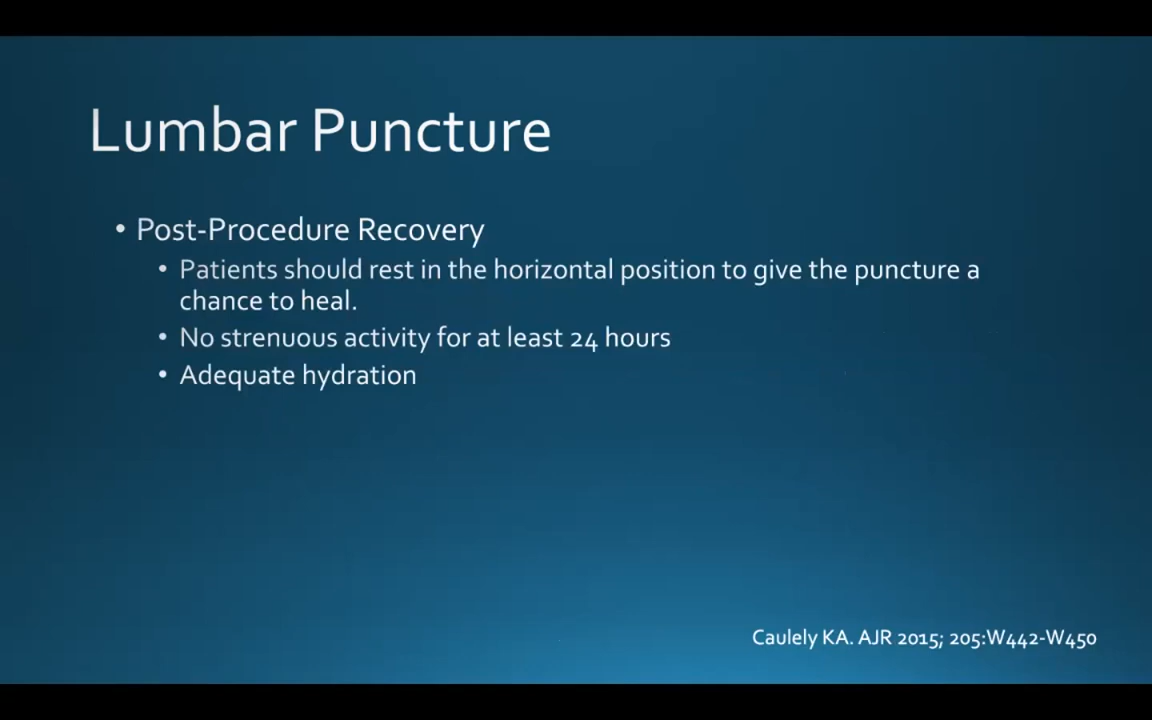 Lumbar Puncture
• Post-Procedure Recovery
• Patients should rest in the horizontal position to give the puncture a
chance to heal.
• No strenuous activity for at least 24 hours
• Adequate hydration
Caulely KA. AJR 2015; 205:W442-W450